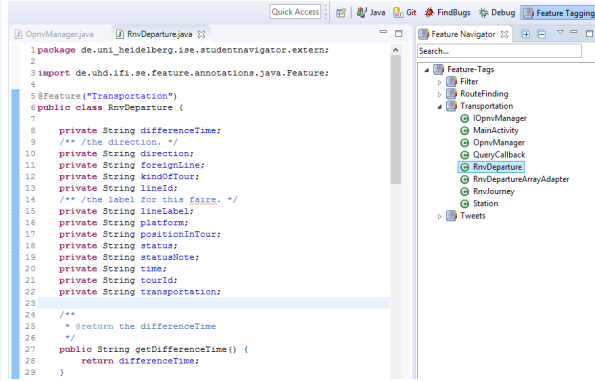 Quick Access
Java
Git
FindBugs
Debug
Feature Tagging
OpnvManager.java
RnvDeparture.java
1 package de.uni_heidelberg.ise.studentnavigator.extern;
2
3 import de.uhd.ifi.se.feature.annotations.java.Feature;
4
5 @Feature("Transportation")
6 public class RnvDeparture {
7
8 private String differenceTime;
9 /** /the direction. */
10 private String direction;
11 private String foreignLine;
12 private String kindOfTour;
13 private String lineId;
14 /** /the label for this faire. */
15 private String lineLabel;
16 private String platform;
17 private String positionInTour;
18 private String status;
19 private String statusNote;
20 private String time;
21 private String tourId;
22 private String transportation;
23
24 /**
25 * @return the differenceTime
26 */
27 public String getDifferenceTime() {
28 return differenceTime;
29 }
Feature Navigator
Search...
Feature-Tags
Filter
RouteFinding
Transportation
IOpnvManager
MainActivity
OpnvManager
QueryCallback
RnvDeparture
RnvDepartureArrayAdapter
RnvJourney
Station
Tweets